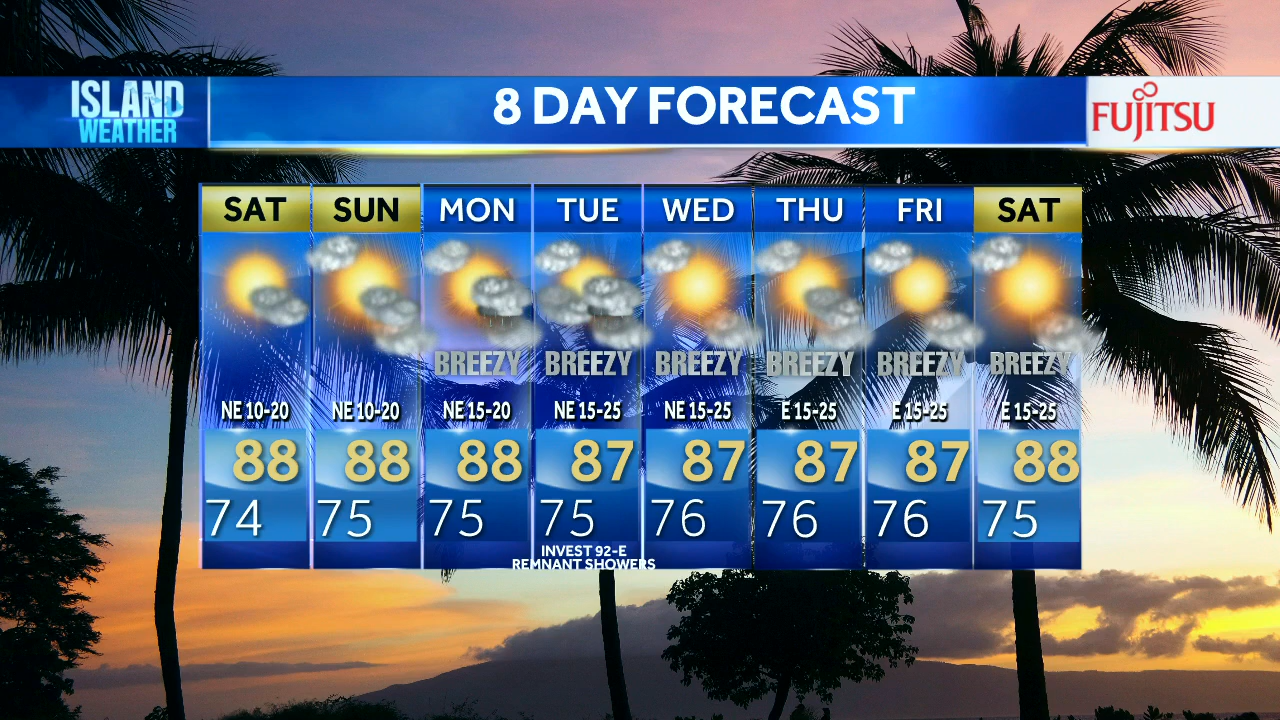 ISLAND
WEATHER
8 DAY FORECAST
FUJITSU
SAT SUN MON TUE WED THU FRI SAT
BREEZY BREEZY BREEZY BREEZY BREEZY BREEZY
NE 10-20 NE 10-20 NE 15-20 NE 15-25 NE 15-25 E 15-25 E 15-25 E 15-25
88 88 88 87 87 87 87 88
74 75 75 75 76 76 76 75
INVEST 92-E
REMNANT SHOWERS